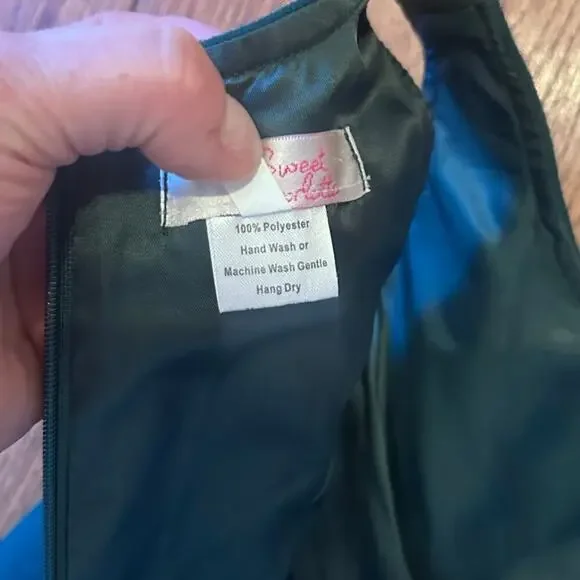 Sweet
100% Polyester
Hand Wash or
Machine Wash Gentle
Hang Dry